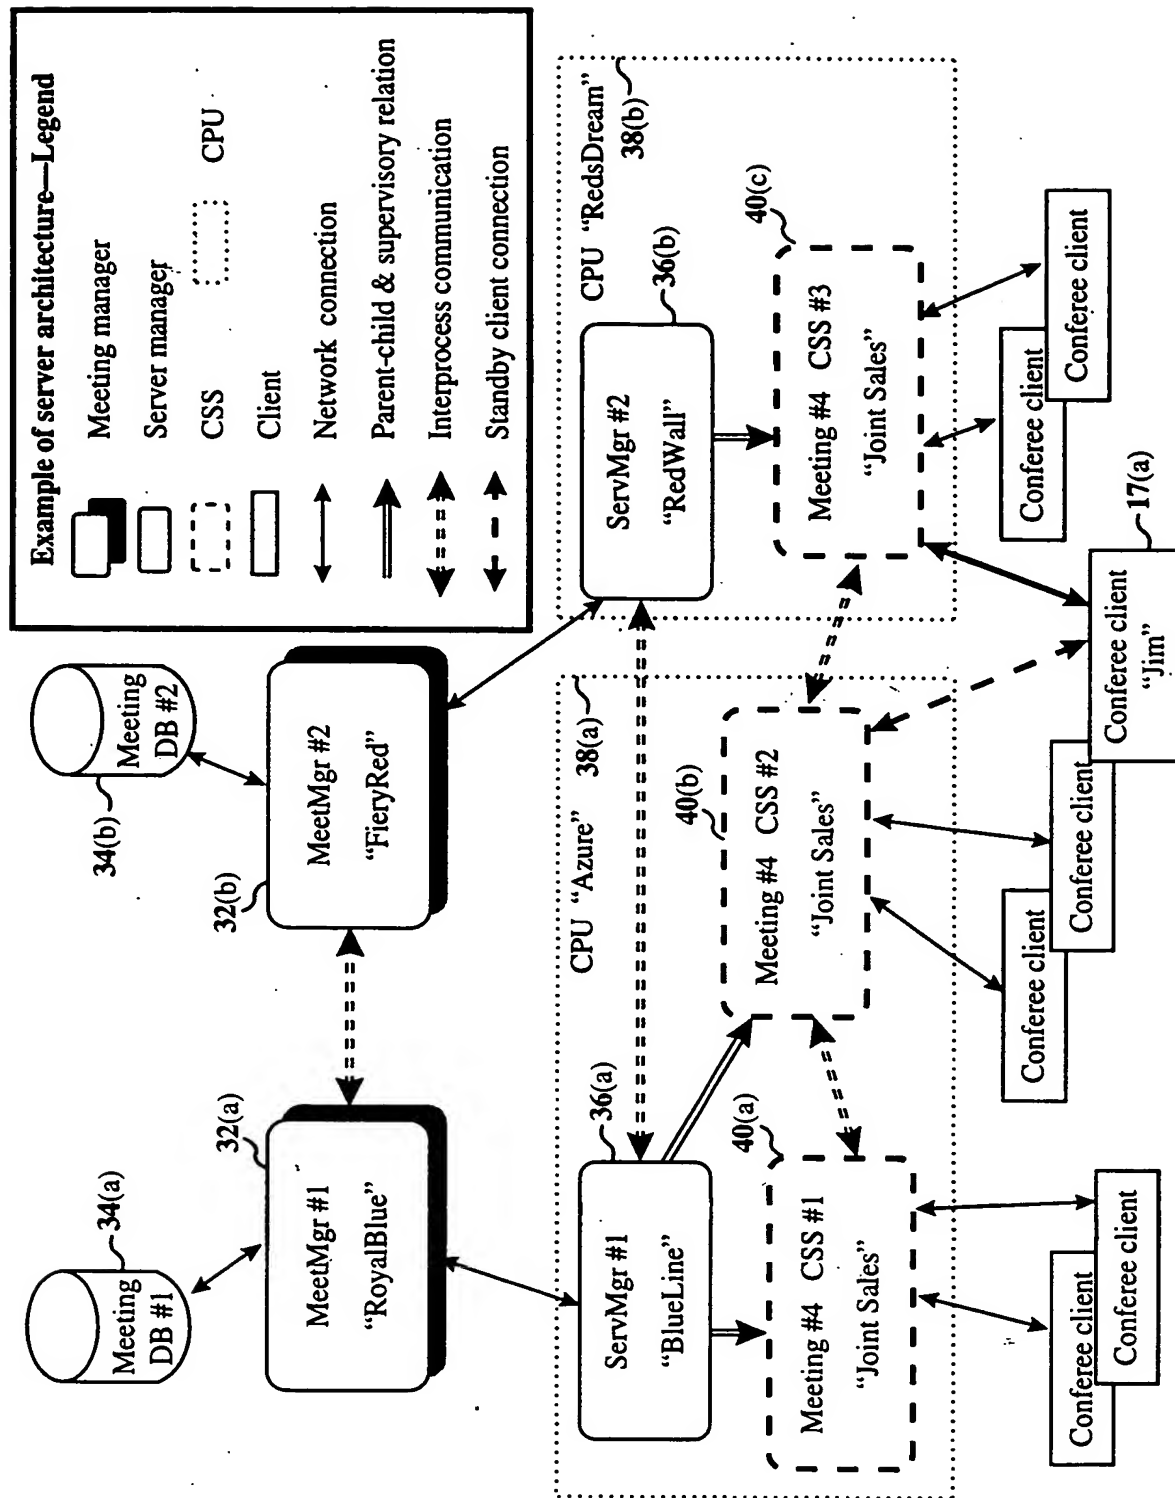 34(a)
Meeting
DB #1
34(b)
Meeting
DB #2
32(a)
MeetMgr #1
“RoyalBlue”
32(b)
MeetMgr #2
“FieryRed”
Example of server architecture—Legend
Meeting manager
Server manager
CSS
CPU
Client
Network connection
Parent-child & supervisory relation
Interprocess communication
Standby client connection
CPU “Azure”
38(a)
36(a)
ServMgr #1
“BlueLine”
40(a)
Meeting #4 CSS #1
“Joint Sales”
40(b)
Meeting #4 CSS #2
“Joint Sales”
CPU “RedsDream”
38(b)
36(b)
ServMgr #2
“RedWall”
40(c)
Meeting #4 CSS #3
“Joint Sales”
Conferee client
Conferee client
Conferee client
Conferee client
Conferee client
“Jim”
17(a)
Conferee client
Conferee client